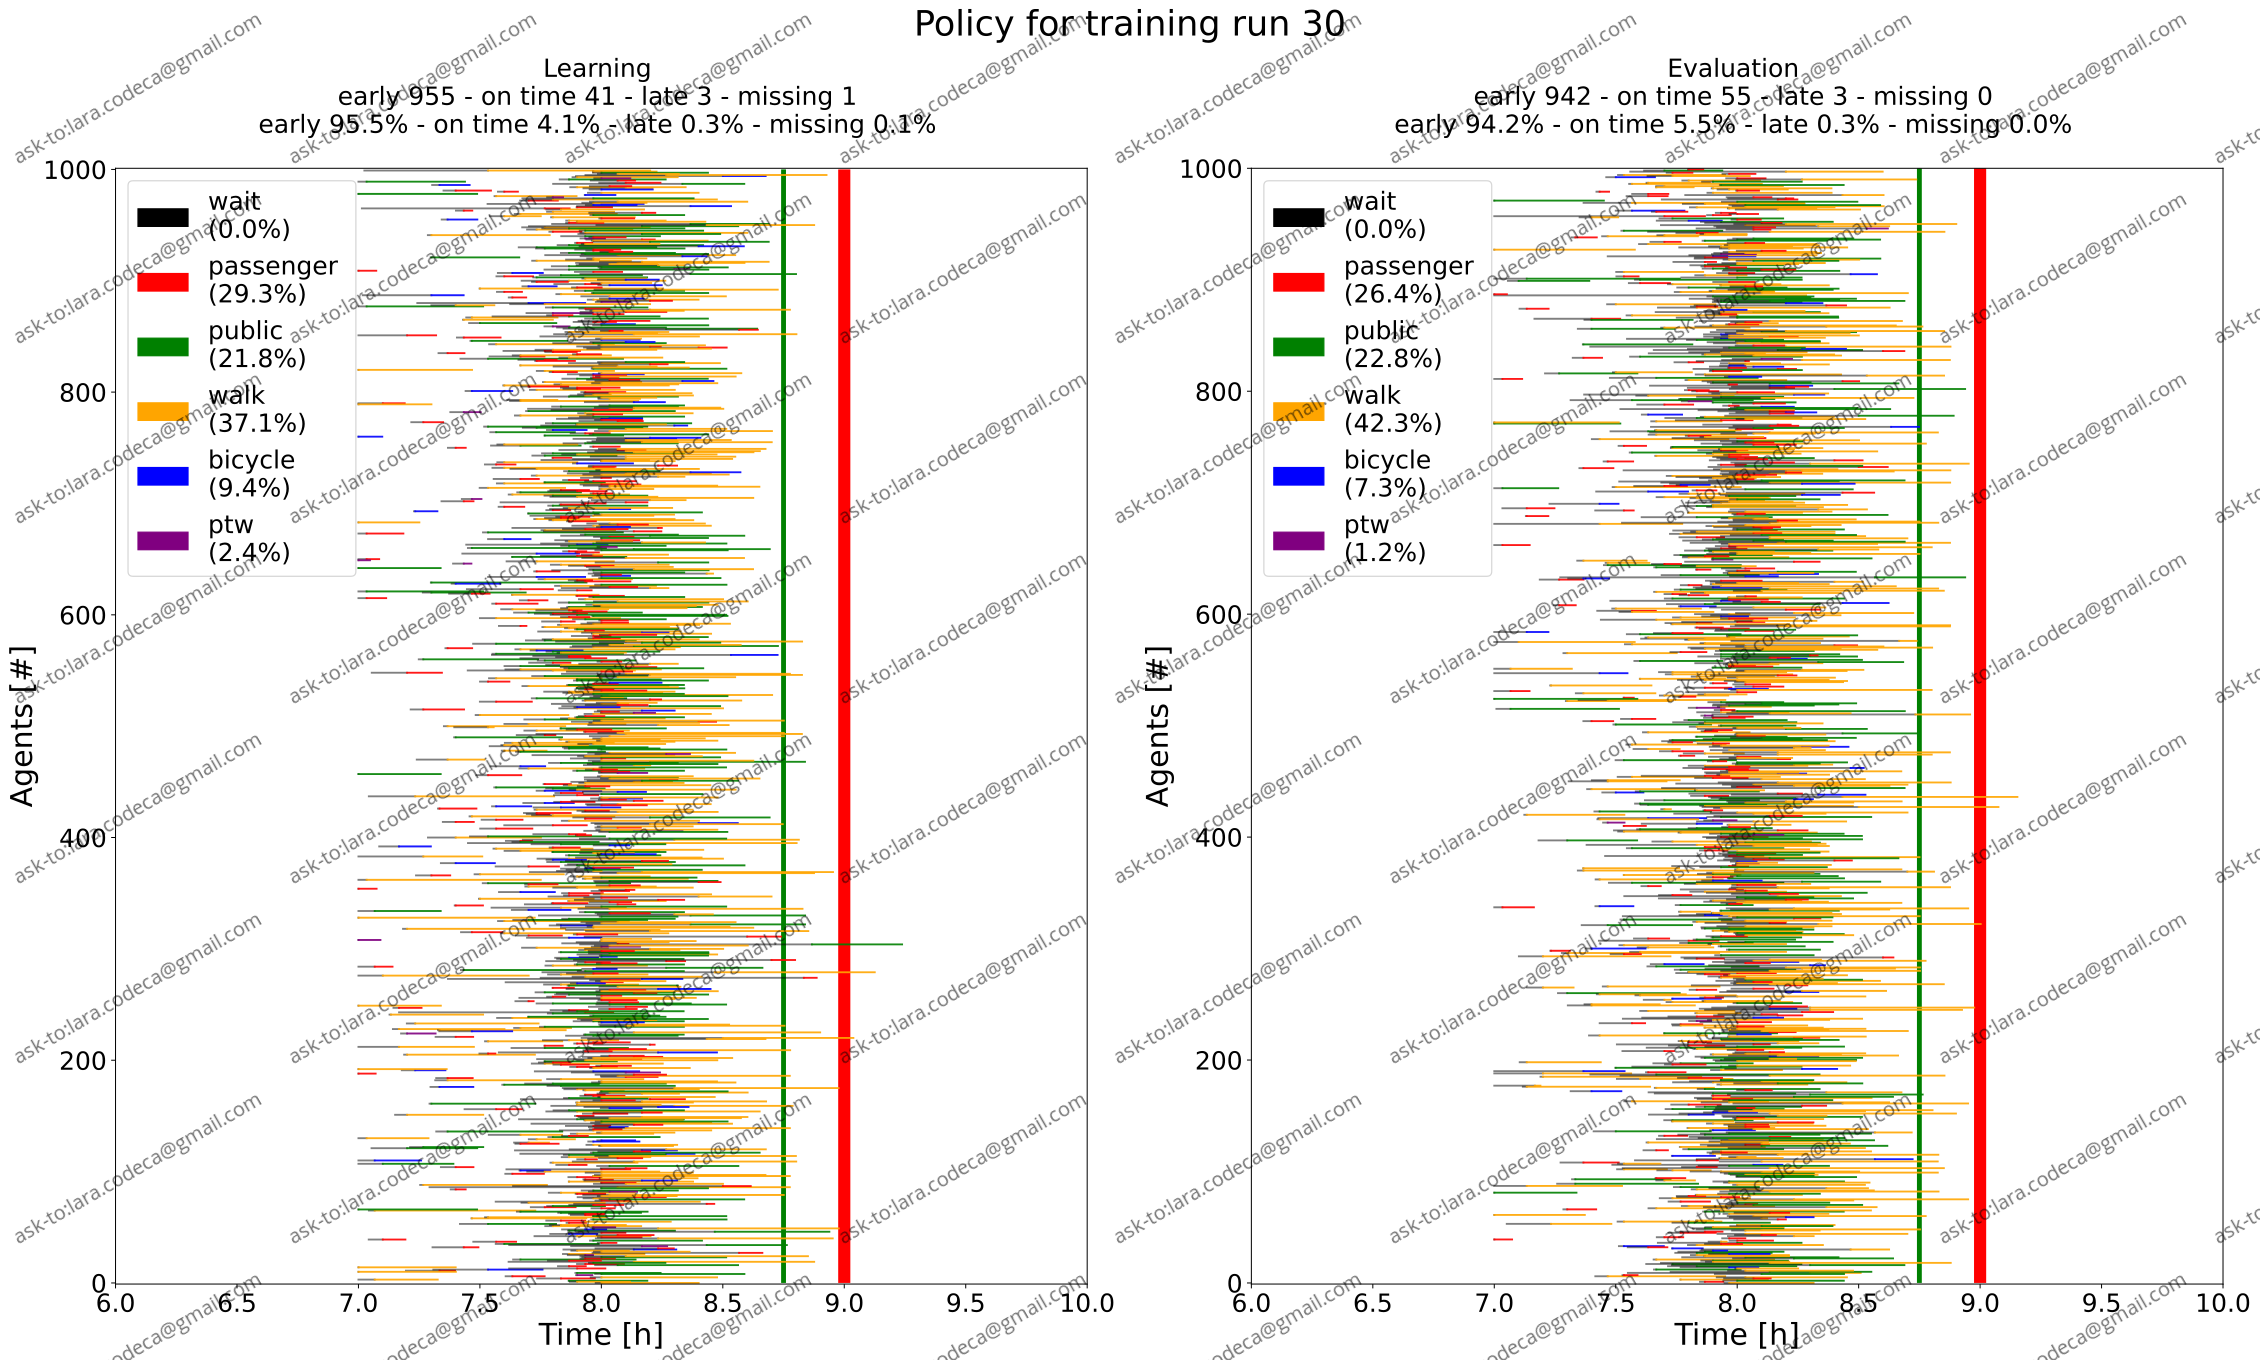 Policy for training run 30
Learning
early 955 - on time 41 - late 3 - missing 1
early 95.5% - on time 4.1% - late 0.3% - missing 0.1%
1000
800
600
400
200
0
Agents [#]
wait
(0.0%)
passenger
(29.3%)
public
(21.8%)
walk
(37.1%)
bicycle
(9.4%)
ptw
(2.4%)
6.0 6.5 7.0 7.5 8.0 8.5 9.0 9.5 10.0
Time [h]
Evaluation
early 942 - on time 55 - late 3 - missing 0
early 94.2% - on time 5.5% - late 0.3% - missing 0.0%
1000
800
600
400
200
0
Agents [#]
wait
(0.0%)
passenger
(26.4%)
public
(22.8%)
walk
(42.3%)
bicycle
(7.3%)
ptw
(1.2%)
6.0 6.5 7.0 7.5 8.0 8.5 9.0 9.5 10.0
Time [h]
ask-to:lara.codeca@gmail.com